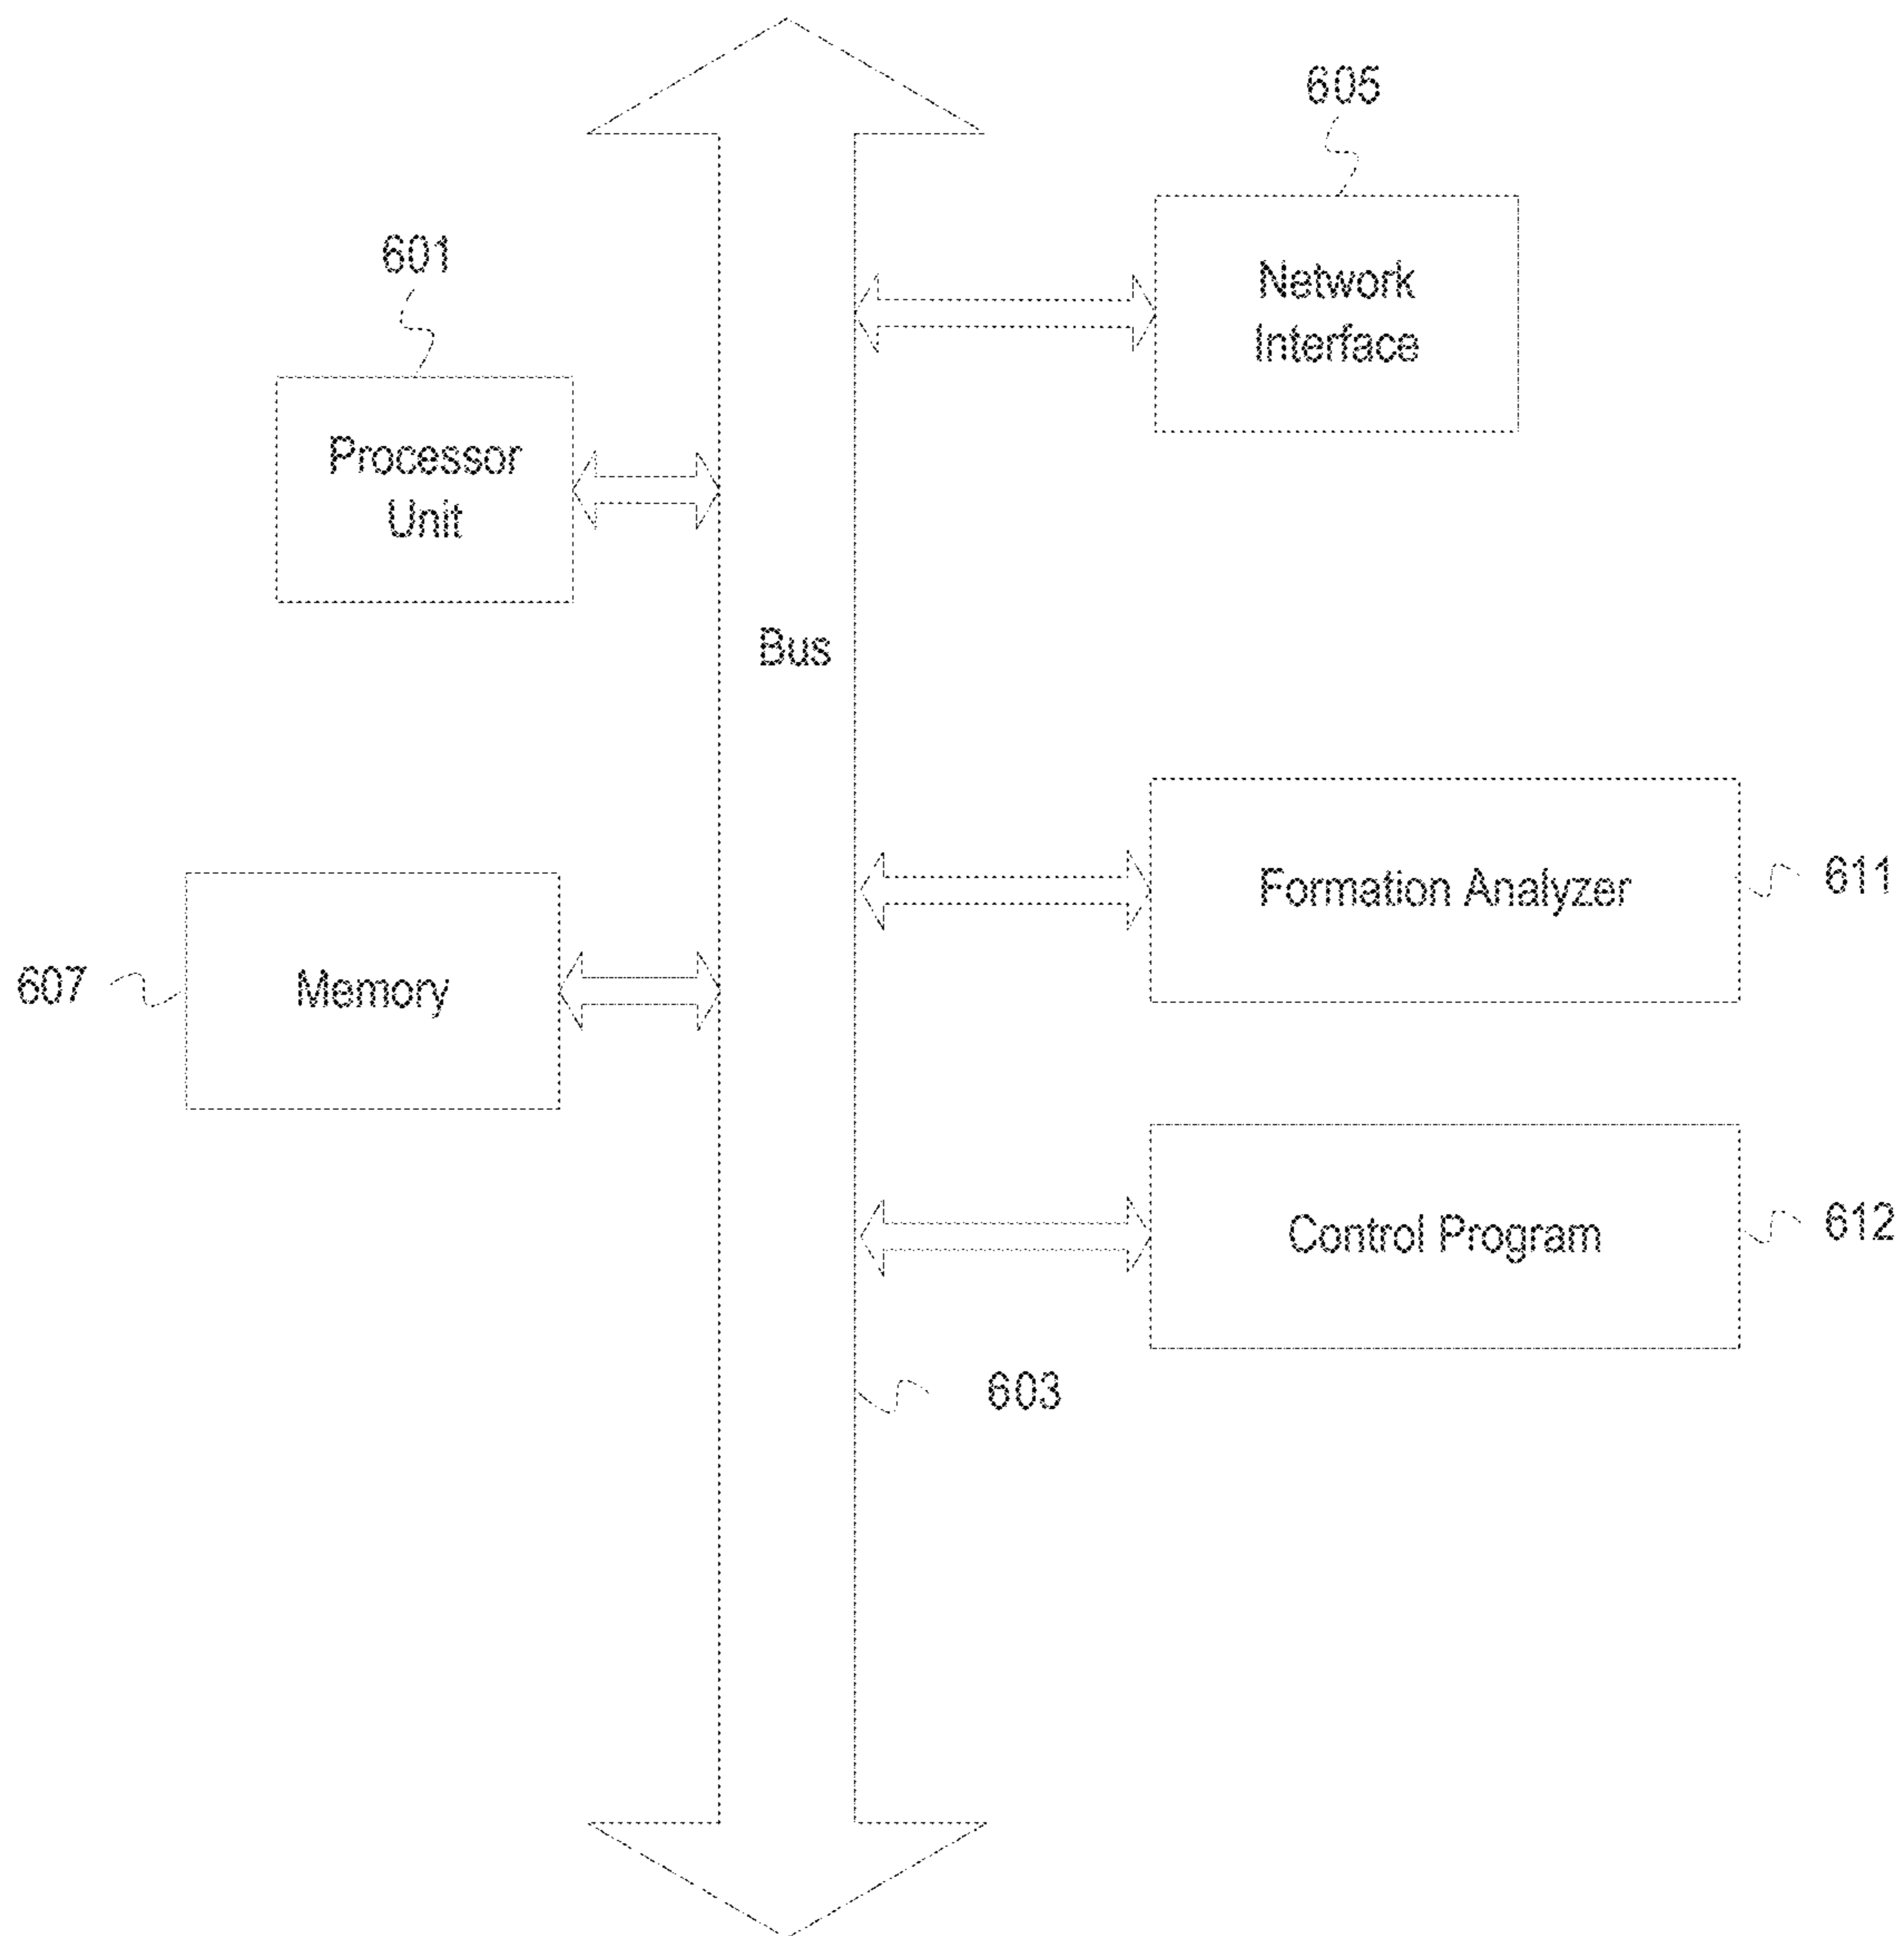 605
601
Network
Interface
Processor
Unit
Bus
611
Formation Analyzer
607
Memory
612
Control Program
603